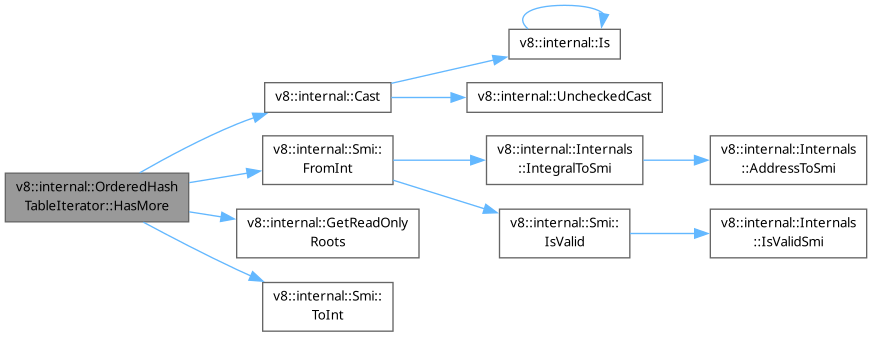 v8::internal::OrderedHash
TableIterator::HasMore
v8::internal::Cast
v8::internal::Is
v8::internal::UncheckedCast
v8::internal::Smi::
FromInt
v8::internal::Internals
::IntegralToSmi
v8::internal::Internals
::AddressToSmi
v8::internal::Smi::
IsValid
v8::internal::Internals
::IsValidSmi
v8::internal::GetReadOnly
Roots
v8::internal::Smi::
ToInt